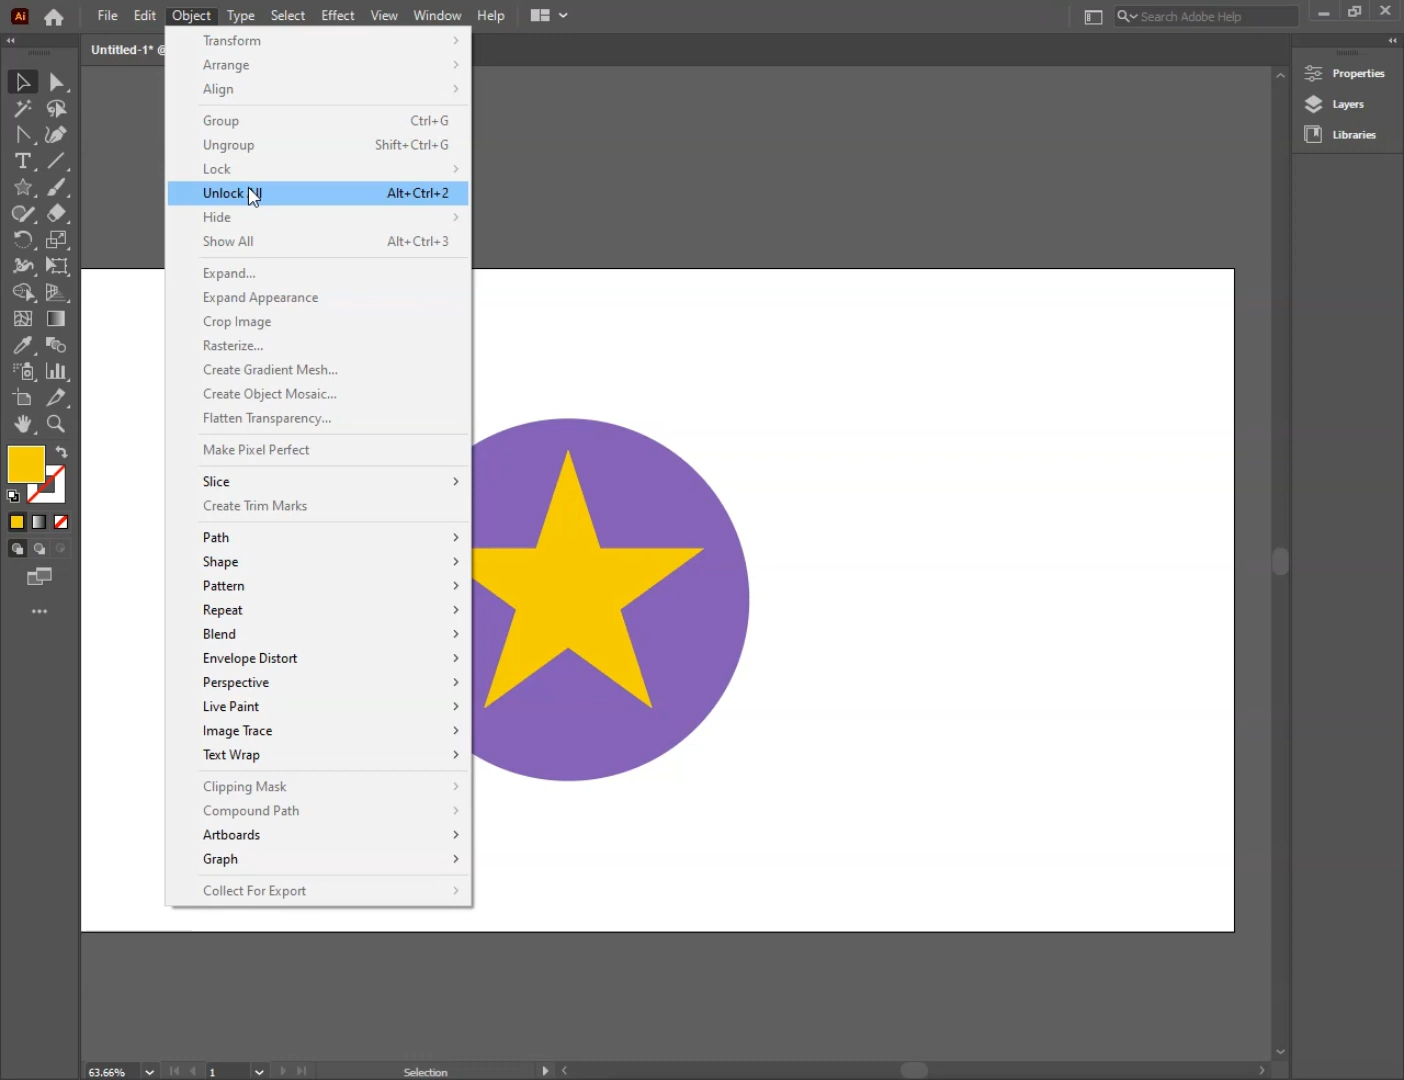 Ai File Edit Object Type Select Effect View Window Help Search Adobe Help
Untitled-1* @
Transform
Arrange
Align
Group Ctrl+G
Ungroup Shift+Ctrl+G
Lock
Unlock All Alt+Ctrl+2
Hide
Show All Alt+Ctrl+3
Expand...
Expand Appearance
Crop Image
Rasterize...
Create Gradient Mesh...
Create Object Mosaic...
Flatten Transparency...
Make Pixel Perfect
Slice
Create Trim Marks
Path
Shape
Pattern
Repeat
Blend
Envelope Distort
Perspective
Live Paint
Image Trace
Text Wrap
Clipping Mask
Compound Path
Artboards
Graph
Collect For Export
Properties
Layers
Libraries
63.66% 1 Selection